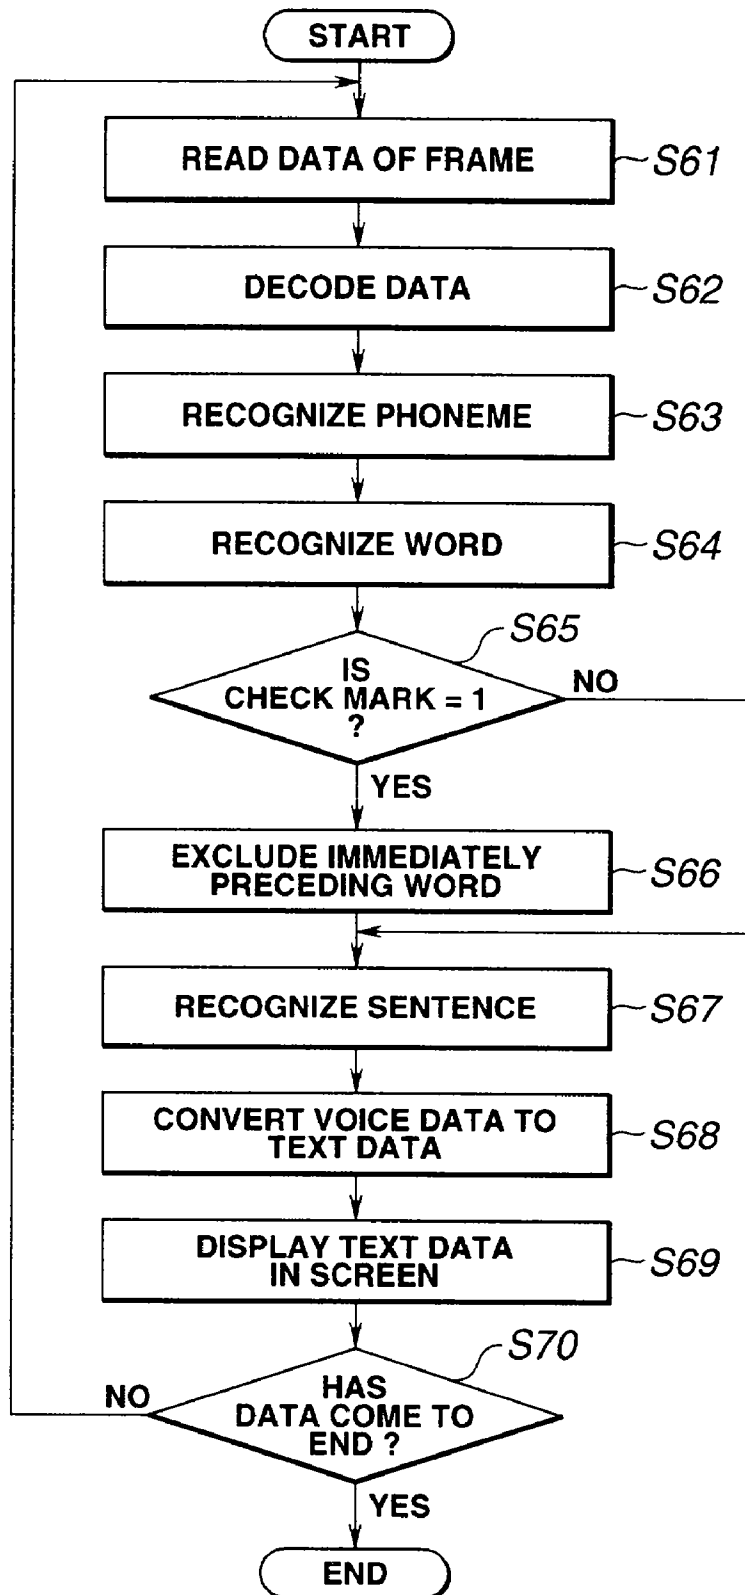 START
READ DATA OF FRAME
S61
DECODE DATA
S62
RECOGNIZE PHONEME
S63
RECOGNIZE WORD
S64
S65
IS
CHECK MARK = 1
?
NO
YES
EXCLUDE IMMEDIATELY
PRECEDING WORD
S66
RECOGNIZE SENTENCE
S67
CONVERT VOICE DATA TO
TEXT DATA
S68
DISPLAY TEXT DATA
IN SCREEN
S69
S70
HAS
DATA COME TO
END ?
NO
YES
END